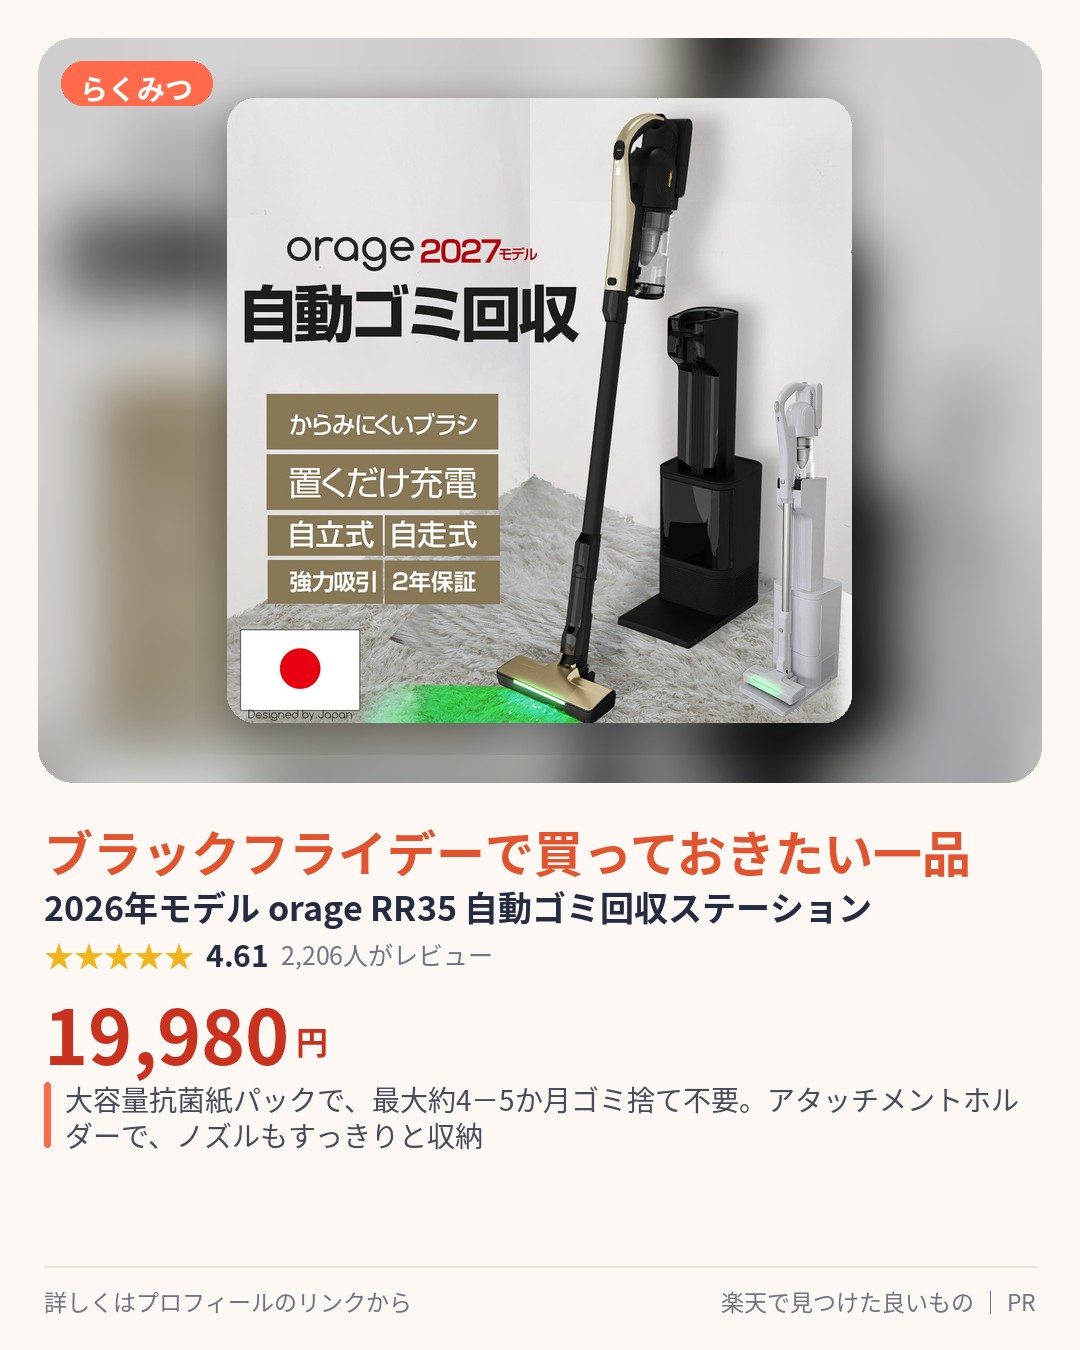 らくみつ
orage 2027モデル
自動ゴミ回収
からみにくいブラシ
置くだけ充電
自立式 自走式
強力吸引 2年保証
Designed by Japan
ブラックフライデーで買っておきたい一品
2026年モデル orage RR35 自動ゴミ回収ステーション
★★★★★ 4.61 2,206人がレビュー
19,980円
大容量抗菌紙パックで、最大約4ー5か月ゴミ捨て不要。アタッチメントホル
ダーで、ノズルもすっきりと収納
詳しくはプロフィールのリンクから
楽天で見つけた良いもの｜PR